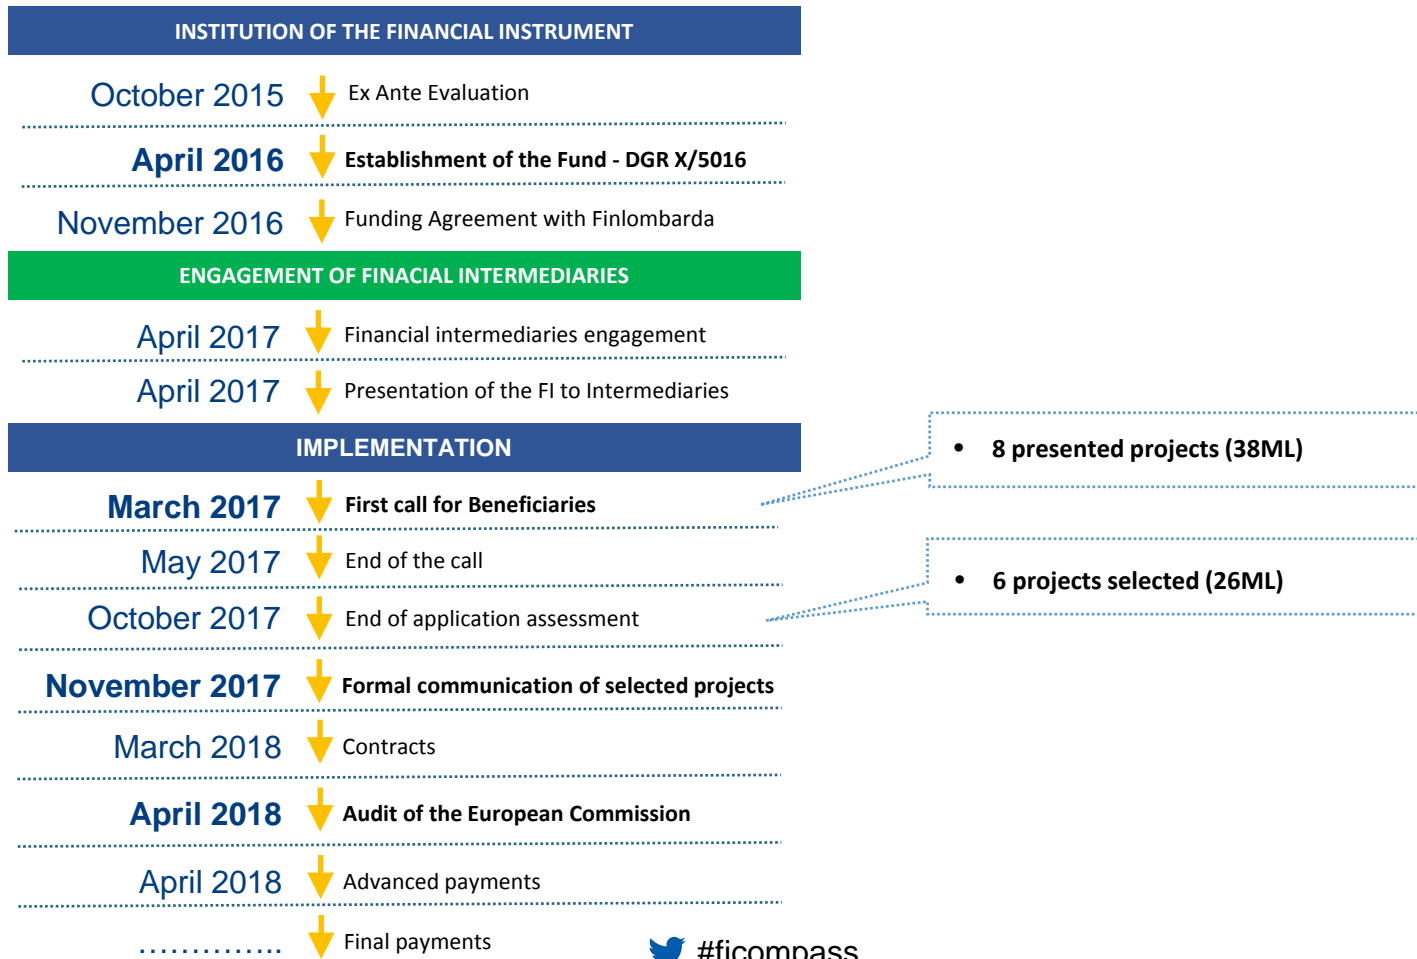 INSTITUTION OF THE FINANCIAL INSTRUMENT
October 2015 Ex Ante Evaluation
April 2016 Establishment of the Fund - DGR X/5016
November 2016 Funding Agreement with Finlombarda
ENGAGEMENT OF FINACIAL INTERMEDIARIES
April 2017 Financial intermediaries engagement
April 2017 Presentation of the FI to Intermediaries
IMPLEMENTATION
• 8 presented projects (38ML)
March 2017 First call for Beneficiaries
May 2017 End of the call
• 6 projects selected (26ML)
October 2017 End of application assessment
November 2017 Formal communication of selected projects
March 2018 Contracts
April 2018 Audit of the European Commission
April 2018 Advanced payments
.............. Final payments
#ficompass